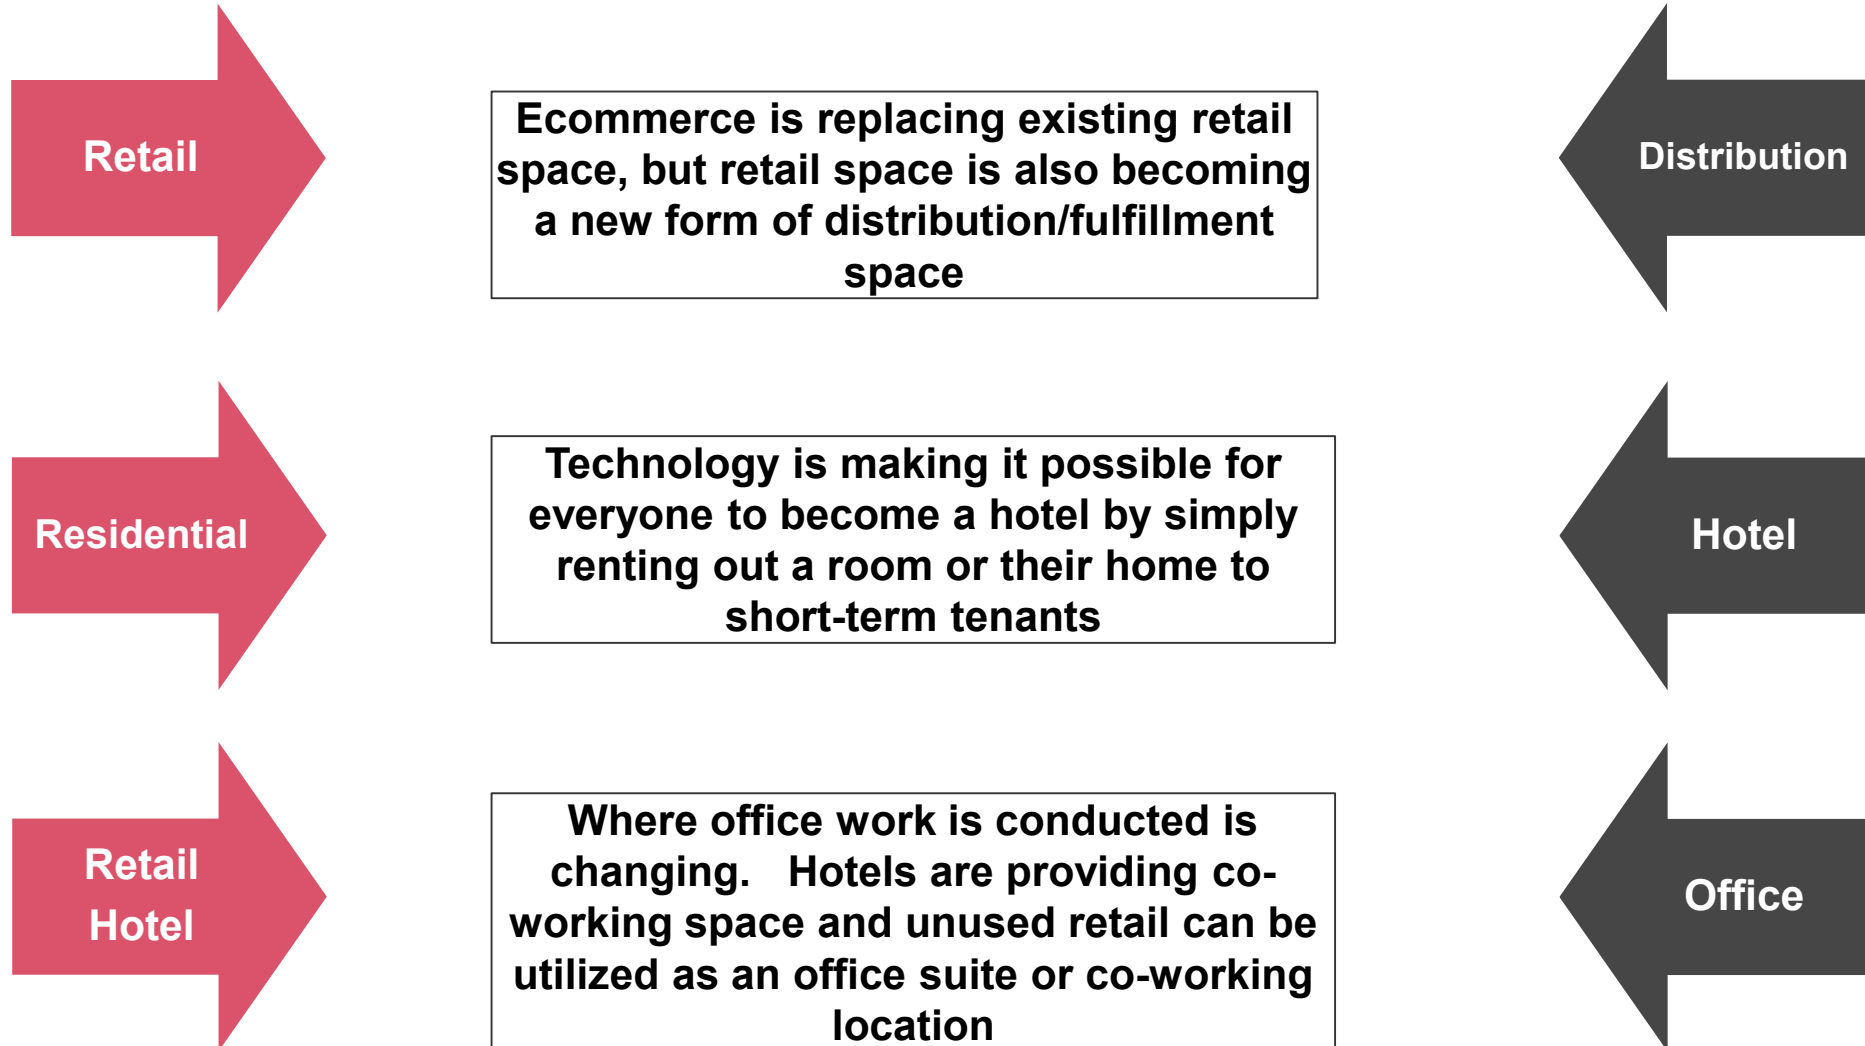 Retail
Ecommerce is replacing existing retail
space, but retail space is also becoming
a new form of distribution/fulfillment
space
Distribution
Residential
Technology is making it possible for
everyone to become a hotel by simply
renting out a room or their home to
short-term tenants
Hotel
Retail
Hotel
Where office work is conducted is
changing.   Hotels are providing co-
working space and unused retail can be
utilized as an office suite or co-working
location
Office